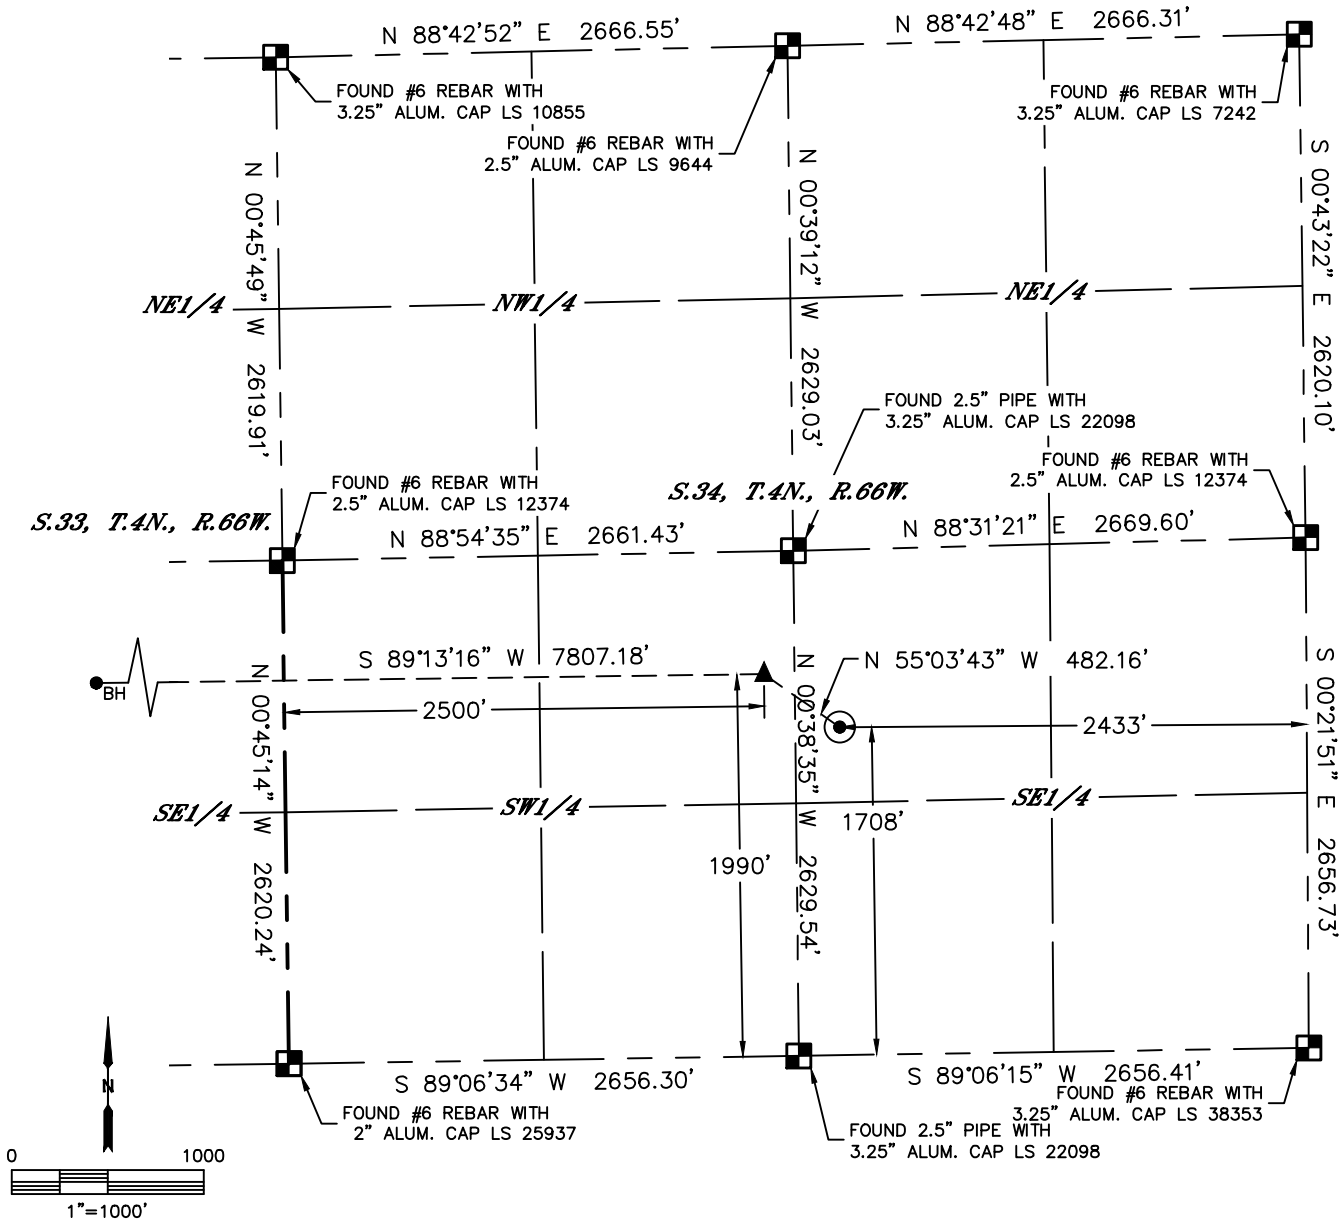 N 88°42'52" E 2666.55'
N 88°42'48" E 2666.31'
FOUND #6 REBAR WITH
3.25" ALUM. CAP LS 10855
FOUND #6 REBAR WITH
2.5" ALUM. CAP LS 9644
FOUND #6 REBAR WITH
3.25" ALUM. CAP LS 7242
N 00°45'49" W 2619.91'
N 00°39'12" W 2629.03'
S 00°43'22" E 2620.10'
NE1/4
NW1/4
NE1/4
FOUND 2.5" PIPE WITH
3.25" ALUM. CAP LS 22098
FOUND #6 REBAR WITH
2.5" ALUM. CAP LS 12374
FOUND #6 REBAR WITH
2.5" ALUM. CAP LS 12374
S.33, T.4N., R.66W.
S.34, T.4N., R.66W.
N 88°54'35" E 2661.43'
N 88°31'21" E 2669.60'
S 89°13'16" W 7807.18'
N 55°03'43" W 482.16'
BH
2500'
2433'
N 00°45'14" W 2620.24'
N 00°38'35" W 2629.54'
S 00°21'51" E 2656.73'
SE1/4
SW1/4
SE1/4
1708'
1990'
S 89°06'34" W 2656.30'
S 89°06'15" W 2656.41'
FOUND #6 REBAR WITH
2" ALUM. CAP LS 25937
FOUND #6 REBAR WITH
3.25" ALUM. CAP LS 38353
FOUND 2.5" PIPE WITH
3.25" ALUM. CAP LS 22098
N
0 1000
1"=1000'